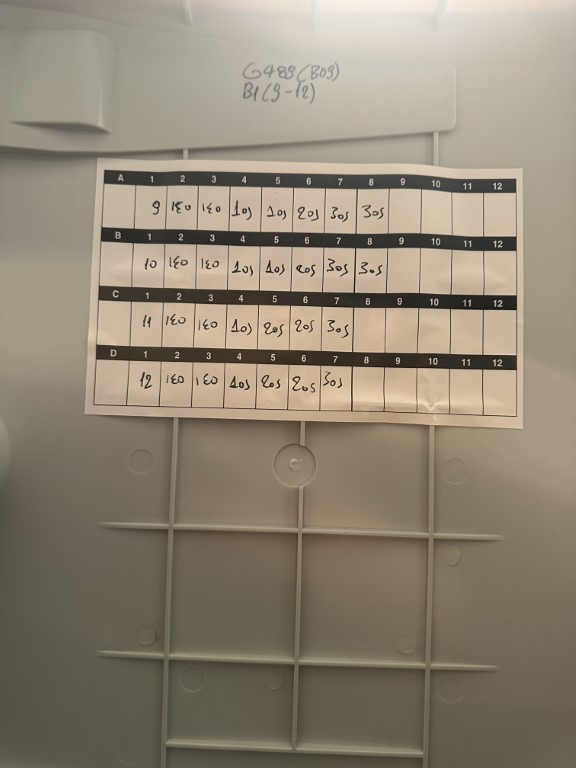 G489(B09)
B1(9-12)
A 1 2 3 4 5 6 7 8 9 10 11 12
9 1E0 1E0 10s 10s 20s 30s 30s
B 1 2 3 4 5 6 7 8 9 10 11 12
10 1E0 1E0 10s 10s 20s 30s 30s
C 1 2 3 4 5 6 7 8 9 10 11 12
11 1E0 1E0 10s 20s 20s 30s
D 1 2 3 4 5 6 7 8 9 10 11 12
12 1E0 1E0 10s 20s 20s 30s